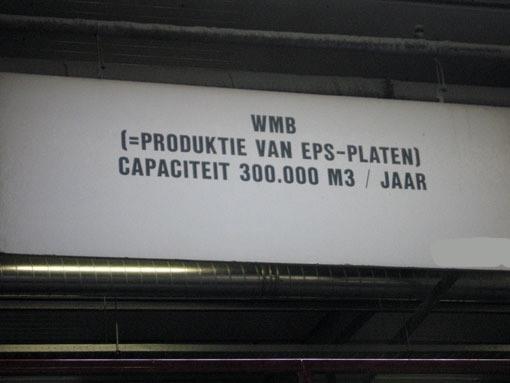 WMB
(=PRODUKTIE VAN EPS-PLATEN)
CAPACITEIT 300.000 M3 / JAAR